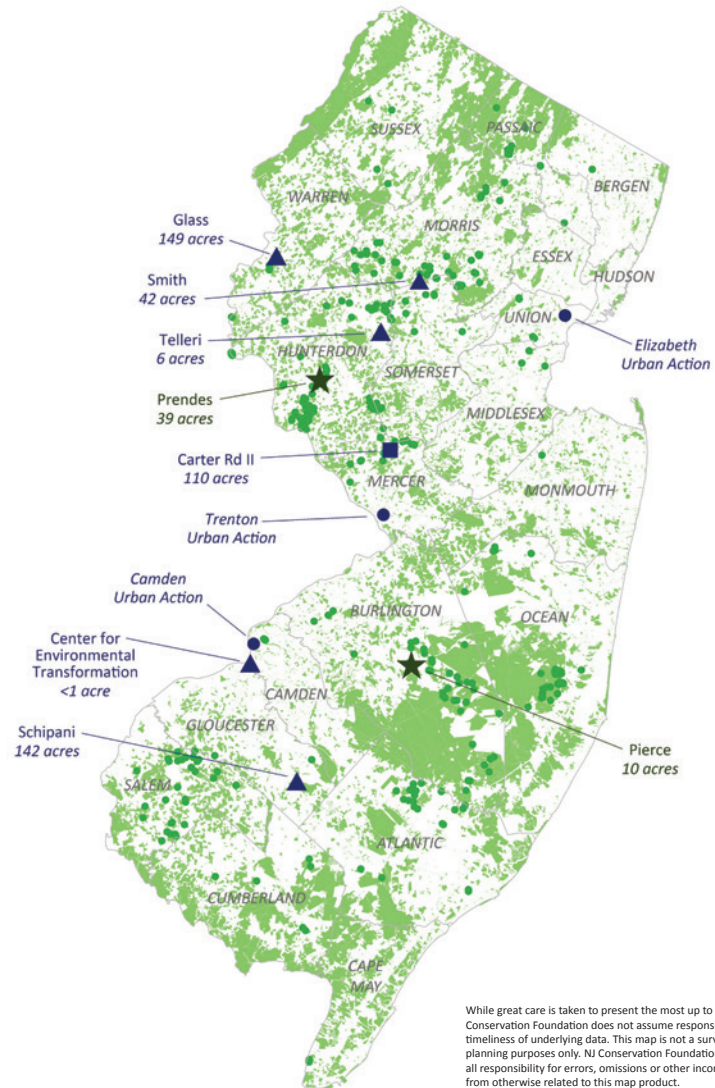 SUSSEX
PASSAIC
BERGEN
WARREN
MORRIS
Glass
149 acres
ESSEX
Smith
42 acres
HUDSON
UNION
Telleri
6 acres
Elizabeth
Urban Action
HUNTERDON
SOMERSET
Prendes
39 acres
MIDDLESEX
Carter Rd II
110 acres
MERCER
MONMOUTH
Trenton
Urban Action
Camden
Urban Action
BURLINGTON
OCEAN
Center for
Environmental
Transformation
<1 acre
CAMDEN
GLOUCESTER
Schipani
142 acres
Pierce
10 acres
SALEM
ATLANTIC
CUMBERLAND
CAPE
MAY
While great care is taken to present the most up to
Conservation Foundation does not assume respons
timeliness of underlying data. This map is not a surv
planning purposes only. NJ Conservation Foundatio
all responsibility for errors, omissions or other incor
from otherwise related to this map product.